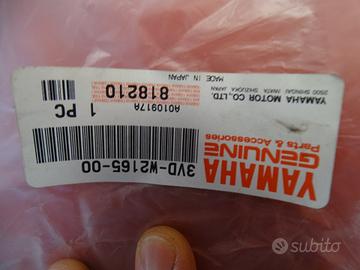 YAMAHA
GENUINE
Parts & Accessories
3VD-W2165-00
1 PC
A010917A
818210
MADE IN JAPAN
YAMAHA MOTOR CO., LTD.
2500 SHINGAI IWATA SHIZUOKA JAPAN
subito